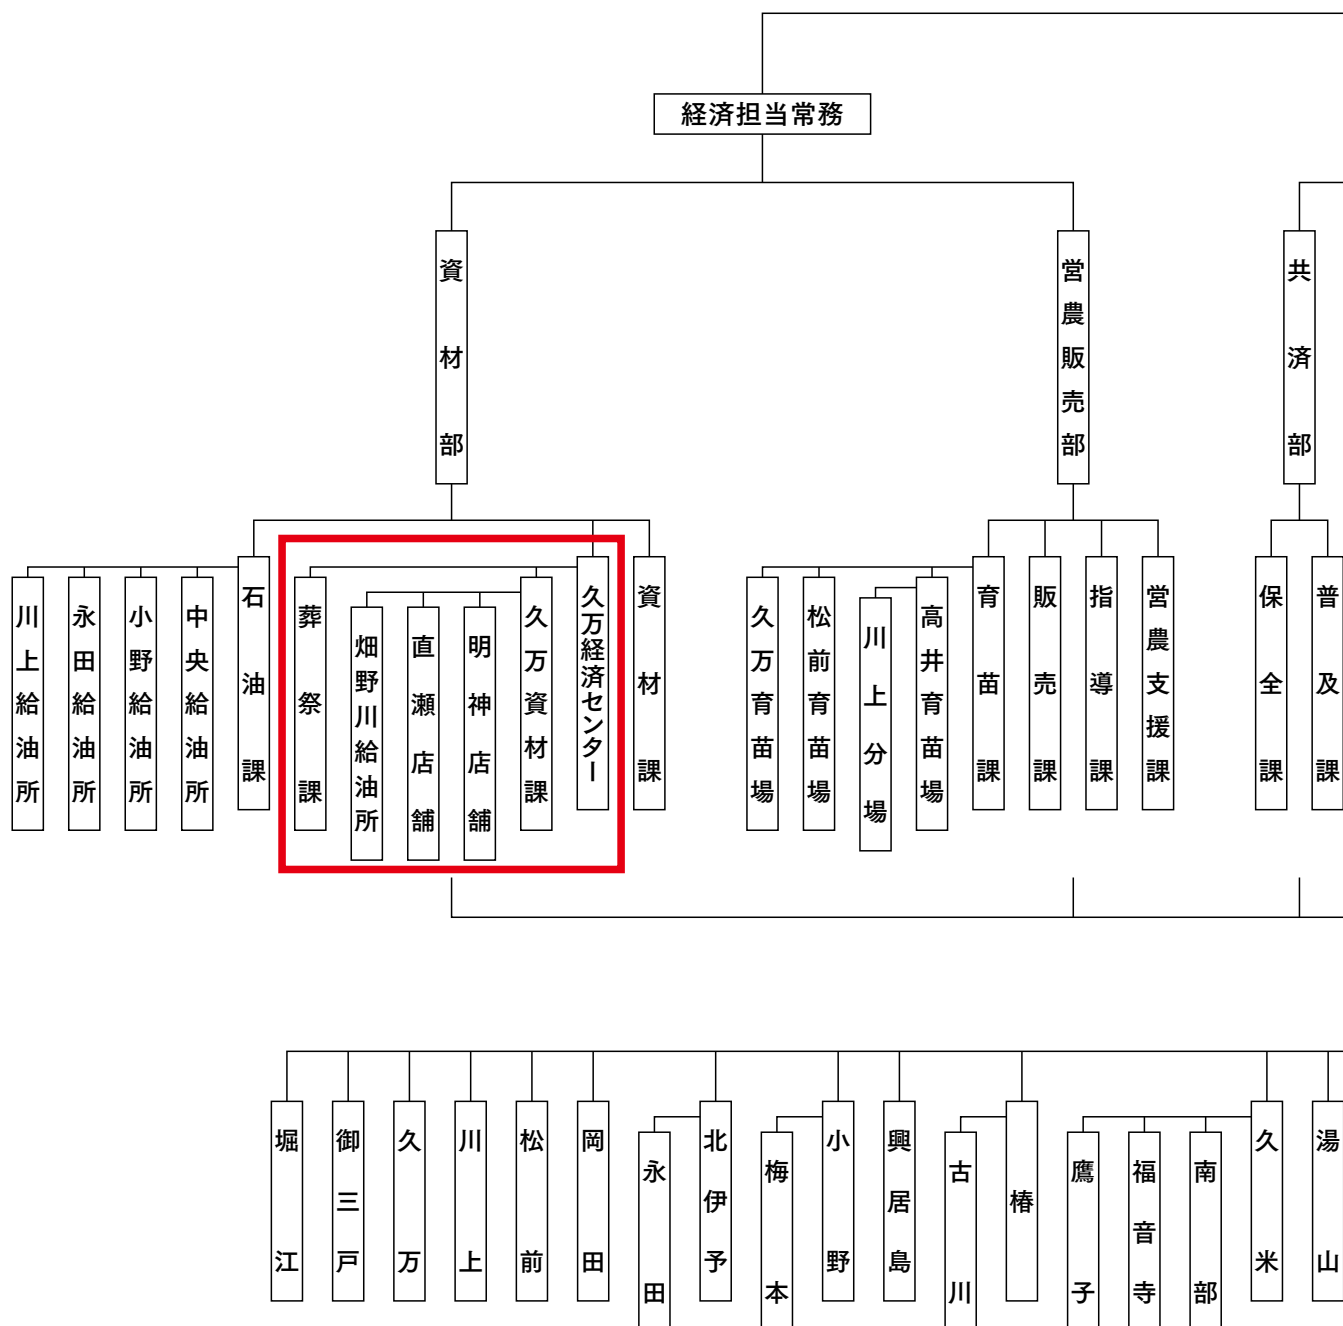 経済担当常務
資材部
営農販売部
共済部
川上給油所
永田給油所
小野給油所
中央給油所
石油課
葬祭課
畑野川給油所
直瀬店舗
明神店舗
久万資材課
久万経済センター
資材課
久万育苗場
松前育苗場
川上分場
高井育苗場
育苗課
販売課
指導課
営農支援課
保全課
普及課
堀江
御三戸
久万
川上
松前
岡田
永田
北伊予
梅本
小野
興居島
古川
椿
鷹子
福音寺
南部
久米
湯山